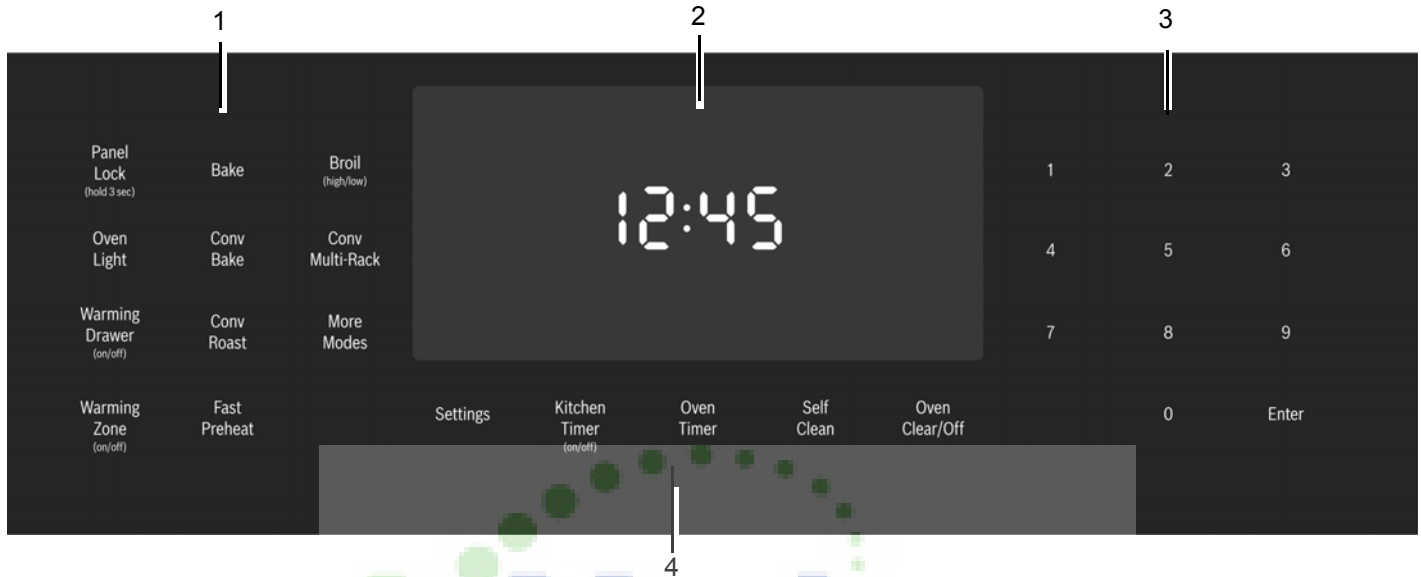 1
2
3
Panel
Lock
(hold 3 sec)
Bake
Broil
(high/low)
12:45
1
2
3
Oven
Light
Conv
Bake
Conv
Multi-Rack
4
5
6
Warming
Drawer
(on/off)
Conv
Roast
More
Modes
7
8
9
Warming
Zone
(on/off)
Fast
Preheat
Settings
Kitchen
Timer
(on/off)
Oven
Timer
Self
Clean
Oven
Clear/Off
0
Enter
4